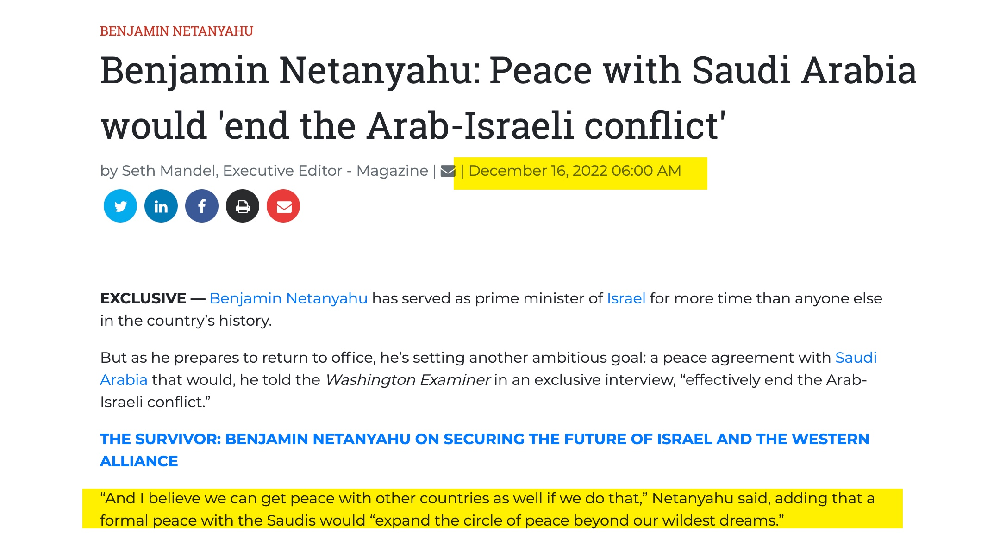 BENJAMIN NETANYAHU
Benjamin Netanyahu: Peace with Saudi Arabia
would 'end the Arab-Israeli conflict'
by Seth Mandel, Executive Editor - Magazine | | December 16, 2022 06:00 AM
in f
EXCLUSIVE — Benjamin Netanyahu has served as prime minister of Israel for more time than anyone else
in the country’s history.
But as he prepares to return to office, he’s setting another ambitious goal: a peace agreement with Saudi
Arabia that would, he told the Washington Examiner in an exclusive interview, “effectively end the Arab-
Israeli conflict.”
THE SURVIVOR: BENJAMIN NETANYAHU ON SECURING THE FUTURE OF ISRAEL AND THE WESTERN
ALLIANCE
“And I believe we can get peace with other countries as well if we do that,” Netanyahu said, adding that a
formal peace with the Saudis would “expand the circle of peace beyond our wildest dreams.”